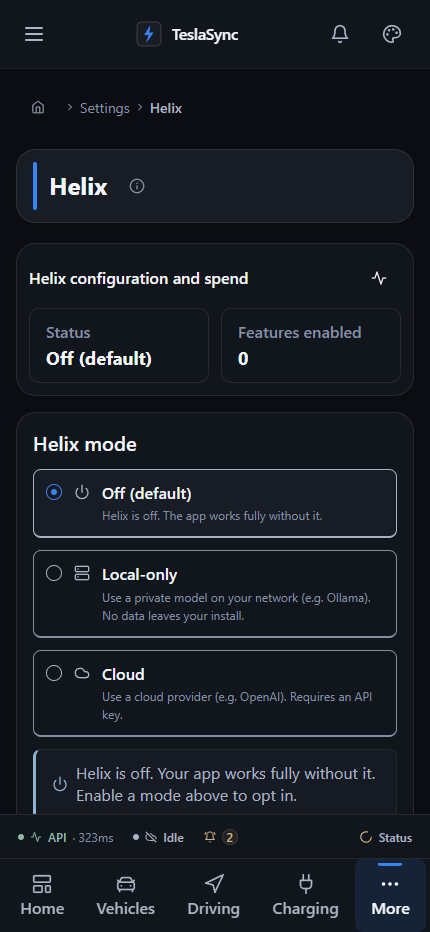 TeslaSync
Settings
Helix
Helix
Helix configuration and spend
Status
Off (default)
Features enabled
0
Helix mode
Off (default)
Helix is off. The app works fully without it.
Local-only
Use a private model on your network (e.g. Ollama).
No data leaves your install.
Cloud
Use a cloud provider (e.g. OpenAI). Requires an API
key.
Helix is off. Your app works fully without it.
Enable a mode above to opt in.
API · 323ms
Idle
2
Status
Home
Vehicles
Driving
Charging
More